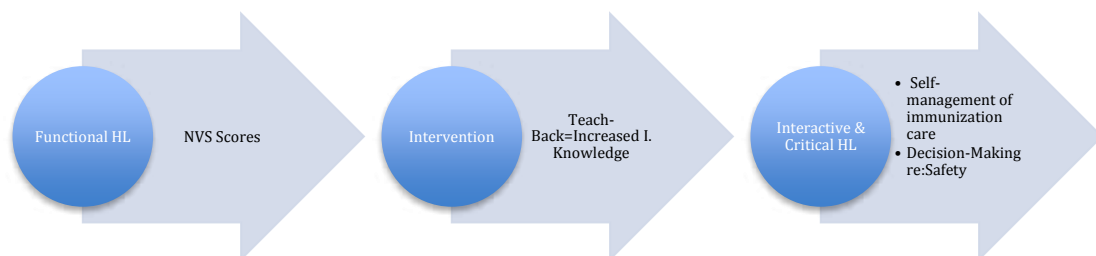 Functional HL
NVS Scores
Intervention
Teach-
Back=Increased I.
Knowledge
Interactive &
Critical HL
• Self-
management of
immunization
care
• Decision-Making
re:Safety